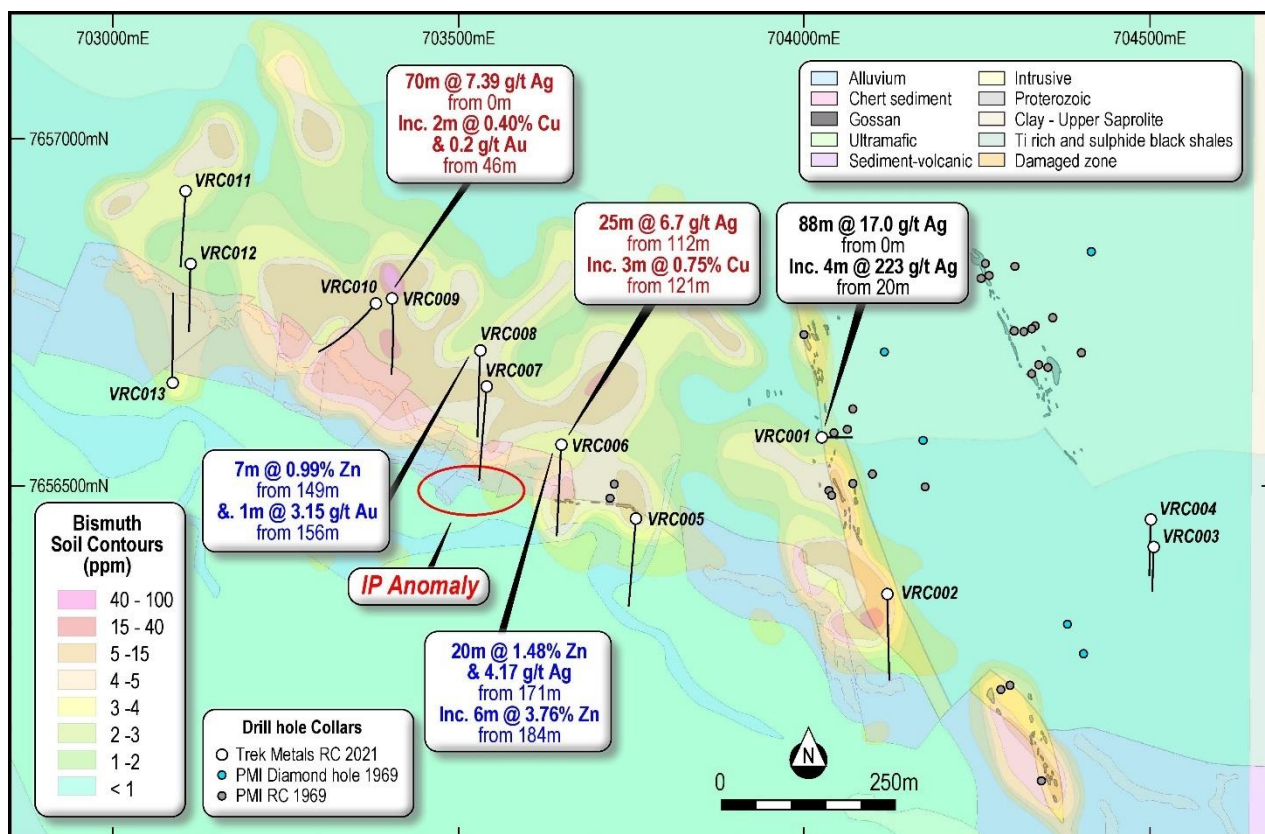 703000mE
703500mE
704000mE
704500mE
7657000mN
7656500mN
70m @ 7.39 g/t Ag
from 0m
Inc. 2m @ 0.40% Cu
& 0.2 g/t Au
from 46m
Alluvium
Chert sediment
Gossan
Ultramafic
Sediment-volcanic
Intrusive
Proterozoic
Clay - Upper Saprolite
Ti rich and sulphide black shales
Damaged zone
25m @ 6.7 g/t Ag
from 112m
Inc. 3m @ 0.75% Cu
from 121m
88m @ 17.0 g/t Ag
from 0m
Inc. 4m @ 223 g/t Ag
from 20m
VRC011
VRC012
VRC010
VRC009
VRC008
VRC007
VRC013
VRC006
VRC001
VRC005
VRC004
VRC003
VRC002
7m @ 0.99% Zn
from 149m
&. 1m @ 3.15 g/t Au
from 156m
IP Anomaly
20m @ 1.48% Zn
& 4.17 g/t Ag
from 171m
Inc. 6m @ 3.76% Zn
from 184m
Bismuth
Soil Contours
(ppm)
40 - 100
15 - 40
5 -15
4 -5
3 -4
2 -3
1 -2
< 1
Drill hole Collars
Trek Metals RC 2021
PMI Diamond hole 1969
PMI RC 1969
N
0
250m